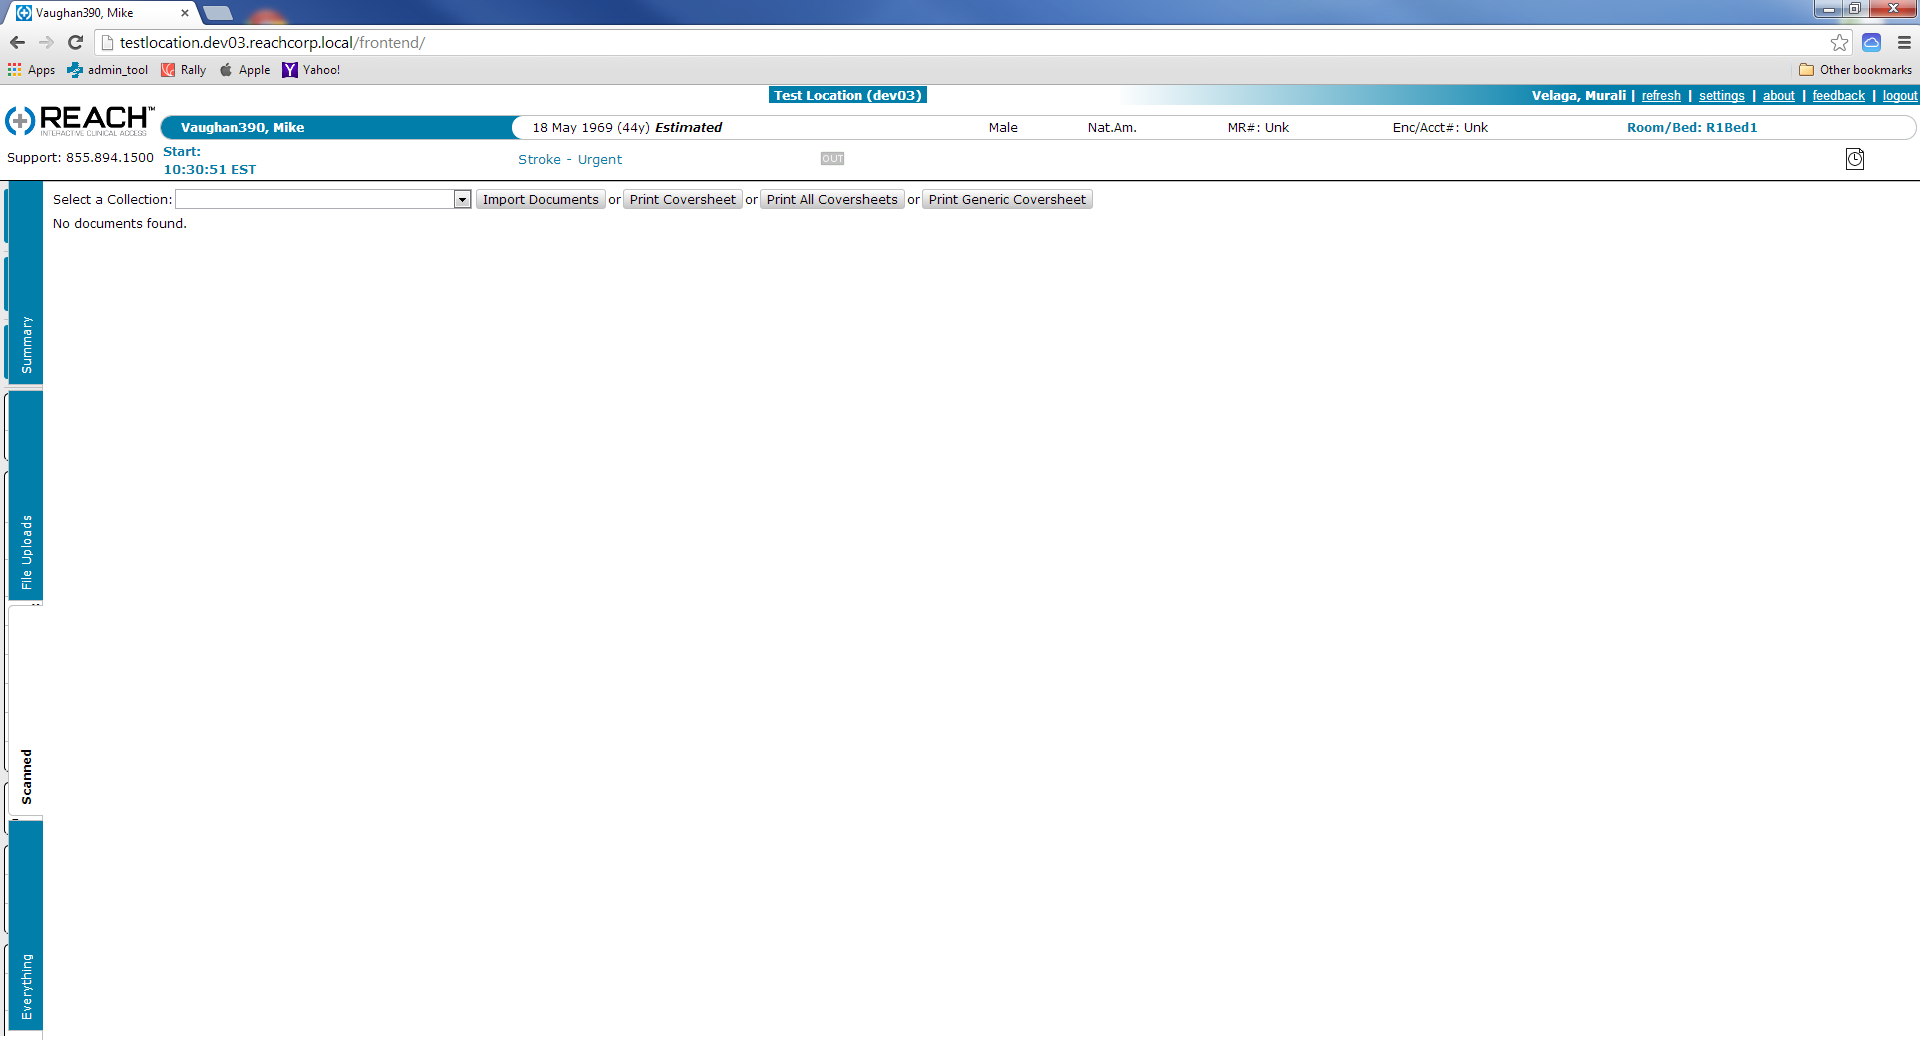 Vaughan390, Mike
testlocation.dev03.reachcorp.local/frontend/
Apps admin_tool Rally Apple Yahoo! Other bookmarks
Test Location (dev03) Velaga, Murali | refresh | settings | about | feedback | logout
REACH™
INTERACTIVE CLINICAL ACCESS
Vaughan390, Mike 18 May 1969 (44y) Estimated Male Nat.Am. MR#: Unk Enc/Acct#: Unk Room/Bed: R1Bed1
Support: 855.894.1500
Start:
10:30:51 EST
Stroke - Urgent
OUT
Select a Collection: Import Documents or Print Coversheet or Print All Coversheets or Print Generic Coversheet
No documents found.
Summary
File Uploads
Scanned
Everything